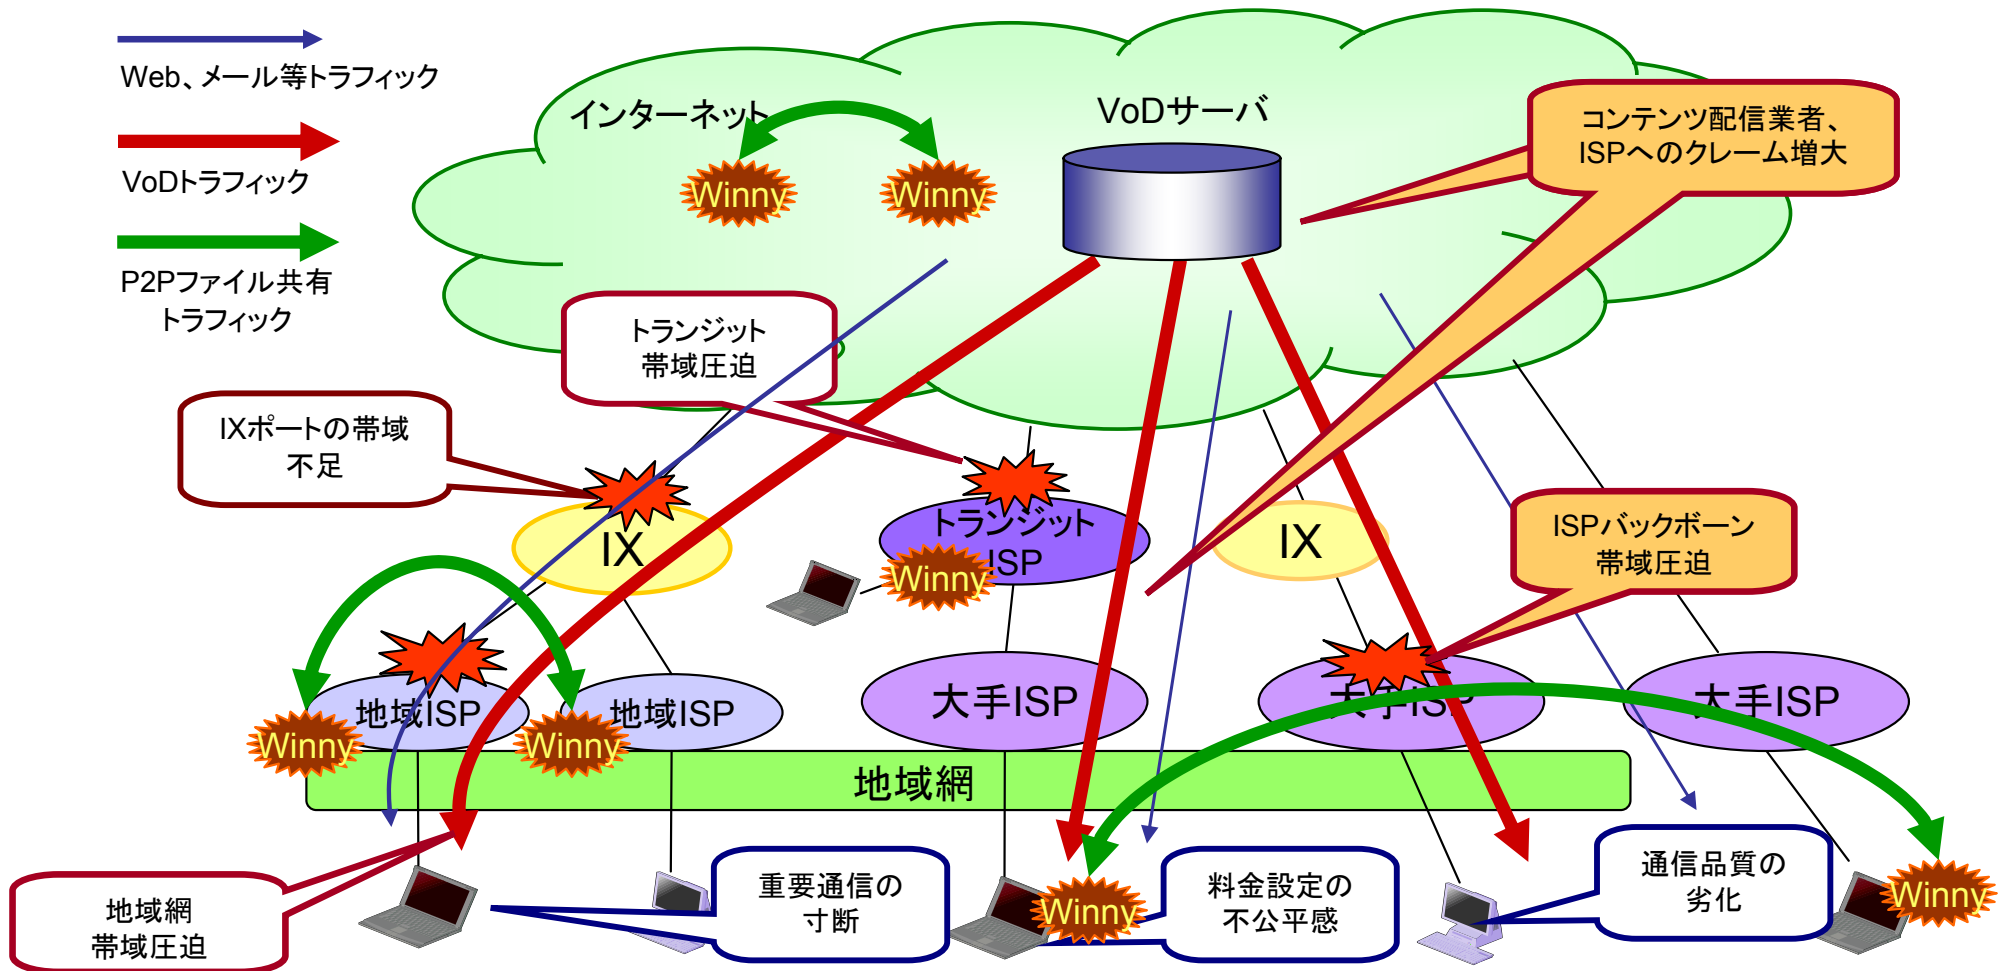 Web、メール等トラフィック
VoDトラフィック
P2Pファイル共有
トラフィック
インターネット
VoDサーバ
Winny
Winny
コンテンツ配信業者、
ISPへのクレーム増大
トランジット
帯域圧迫
IXポートの帯域
不足
IX
トランジット
ISP
Winny
IX
ISPバックボーン
帯域圧迫
地域ISP
地域ISP
大手ISP
大手ISP
大手ISP
Winny
Winny
地域網
地域網
帯域圧迫
重要通信の
寸断
Winny
料金設定の
不公平感
通信品質の
劣化
Winny